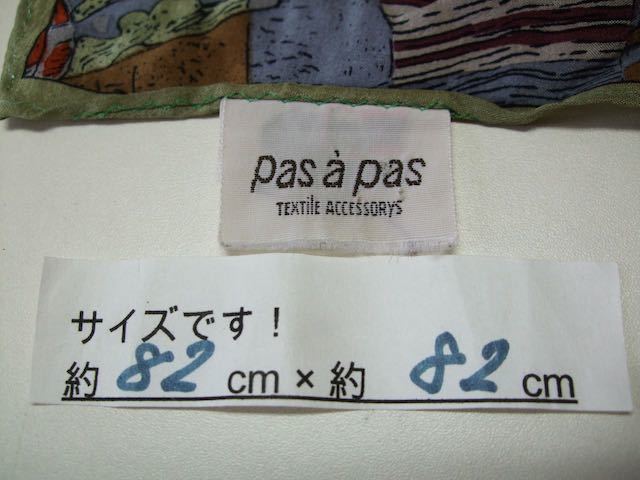 pas à pas
TEXTILE ACCESSORYS
サイズです!
約 82 cm × 約 82 cm